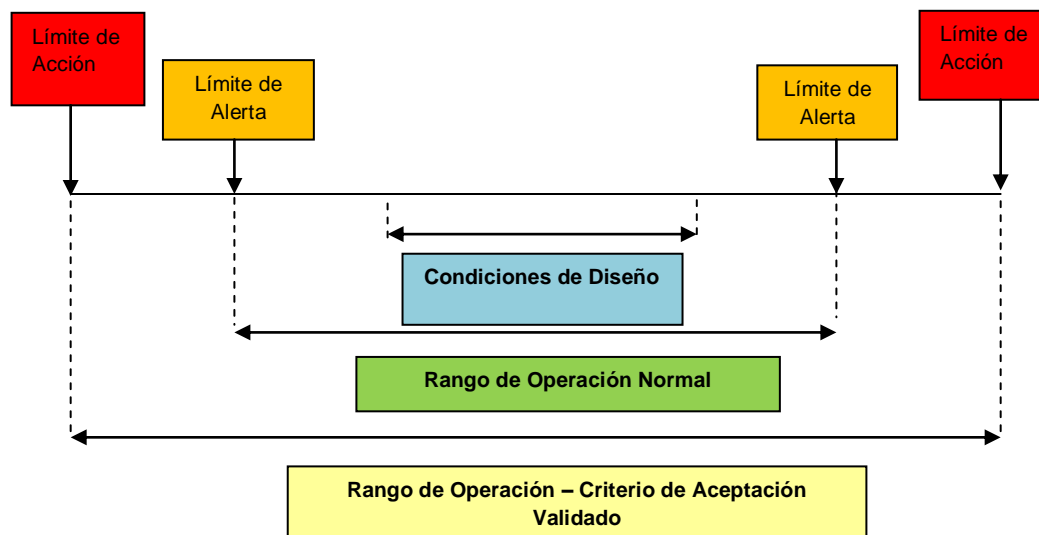 Límite de
Acción
Límite de
Alerta
Límite de
Alerta
Límite de
Acción
Condiciones de Diseño
Rango de Operación Normal
Rango de Operación – Criterio de Aceptación
Validado